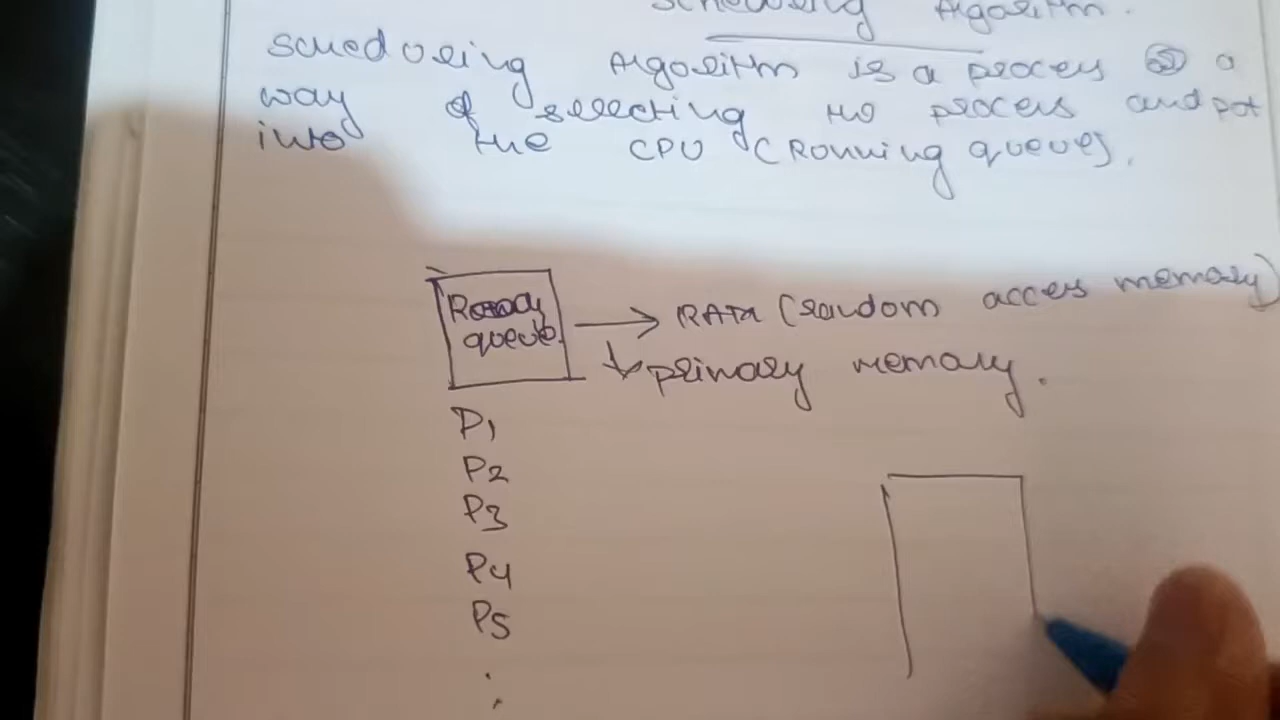 Scheduling Algorithm.
Scheduling Algorithm is a process a
way of selecting the process and put
into the CPU (Running queue).
Ready
queue.
→ RAM (random access memory)
↳ primary memory.
P1
P2
P3
P4
P5